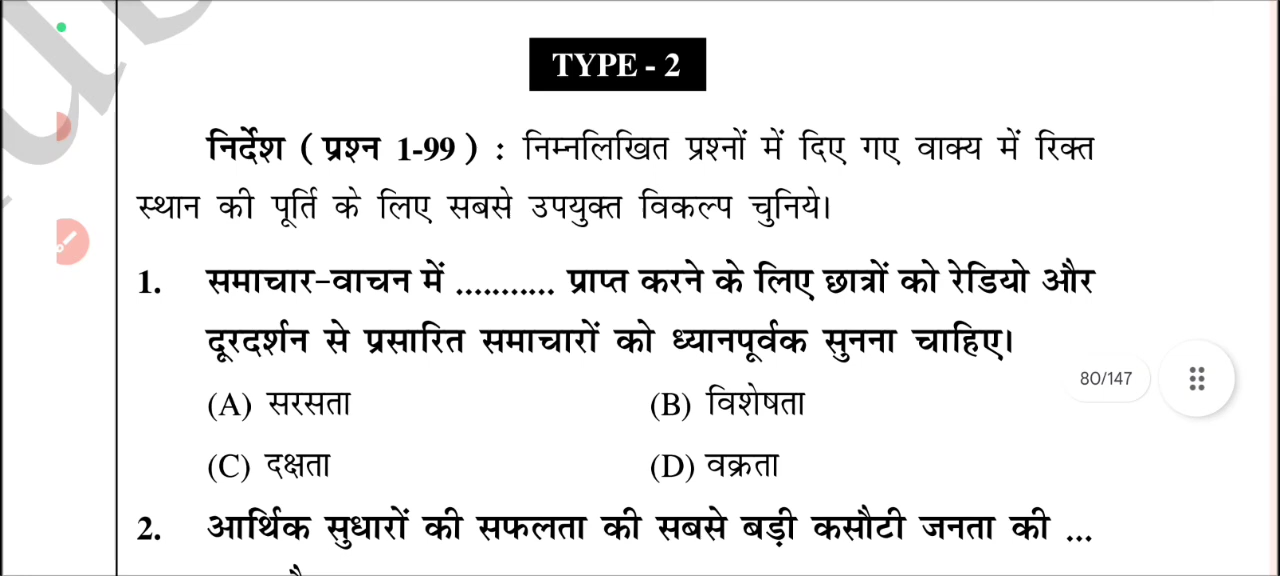 TYPE - 2
निर्देश ( प्रश्न 1-99 ) : निम्नलिखित प्रश्नों में दिए गए वाक्य में रिक्त
स्थान की पूर्ति के लिए सबसे उपयुक्त विकल्प चुनिये।
1. समाचार-वाचन में ............ प्राप्त करने के लिए छात्रों को रेडियो और
दूरदर्शन से प्रसारित समाचारों को ध्यानपूर्वक सुनना चाहिए।
80/147
(A) सरसता (B) विशेषता
(C) दक्षता (D) वक्रता
2. आर्थिक सुधारों की सफलता की सबसे बड़ी कसौटी जनता की ...